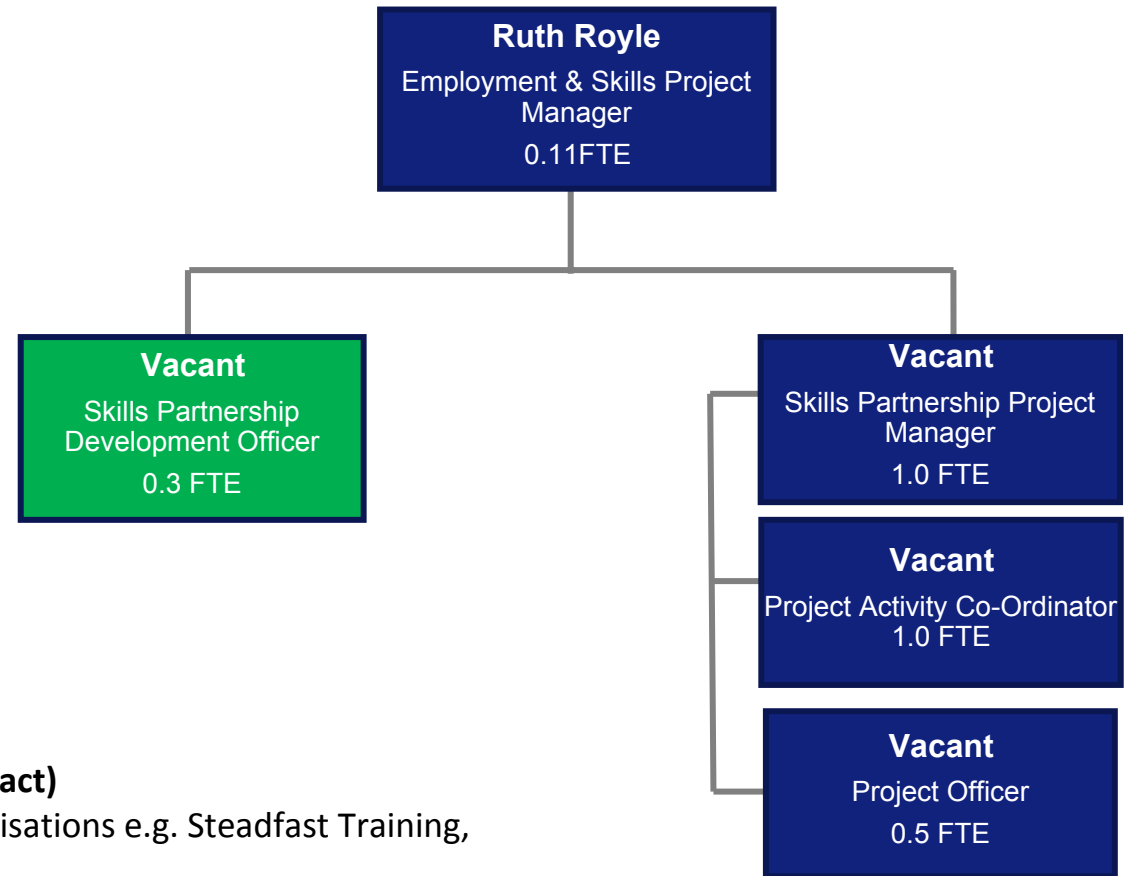 Ruth Royle
Employment & Skills Project
Manager
0.11FTE
Vacant
Skills Partnership
Development Officer
0.3 FTE
Vacant
Skills Partnership Project
Manager
1.0 FTE
Vacant
Project Activity Co-Ordinator
1.0 FTE
Vacant
Project Officer
0.5 FTE
act)
isations e.g. Steadfast Training,